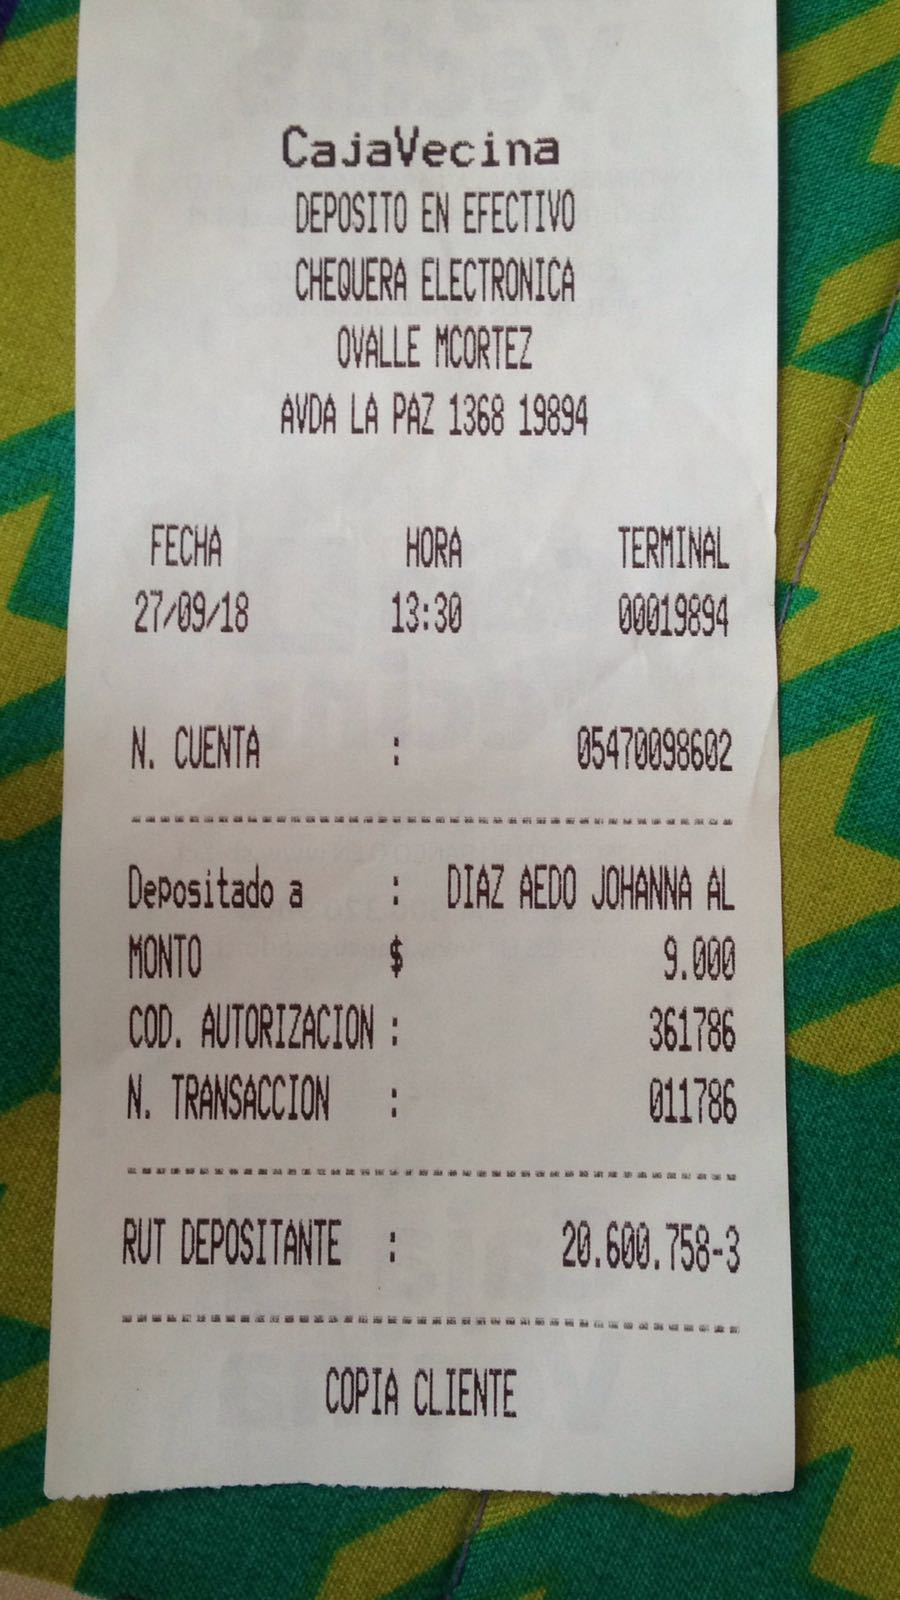 CajaVecina
DEPOSITO EN EFECTIVO
CHEQUERA ELECTRONICA
OVALLE MCORTEZ
AVDA LA PAZ 1368 19894
FECHA HORA TERMINAL
27/09/18 13:30 00019894
N. CUENTA : 05470098602
Depositado a : DIAZ AEDO JOHANNA AL
MONTO $ 9.000
COD. AUTORIZACION : 361786
N. TRANSACCION : 011786
RUT DEPOSITANTE : 20.600.758-3
COPIA CLIENTE